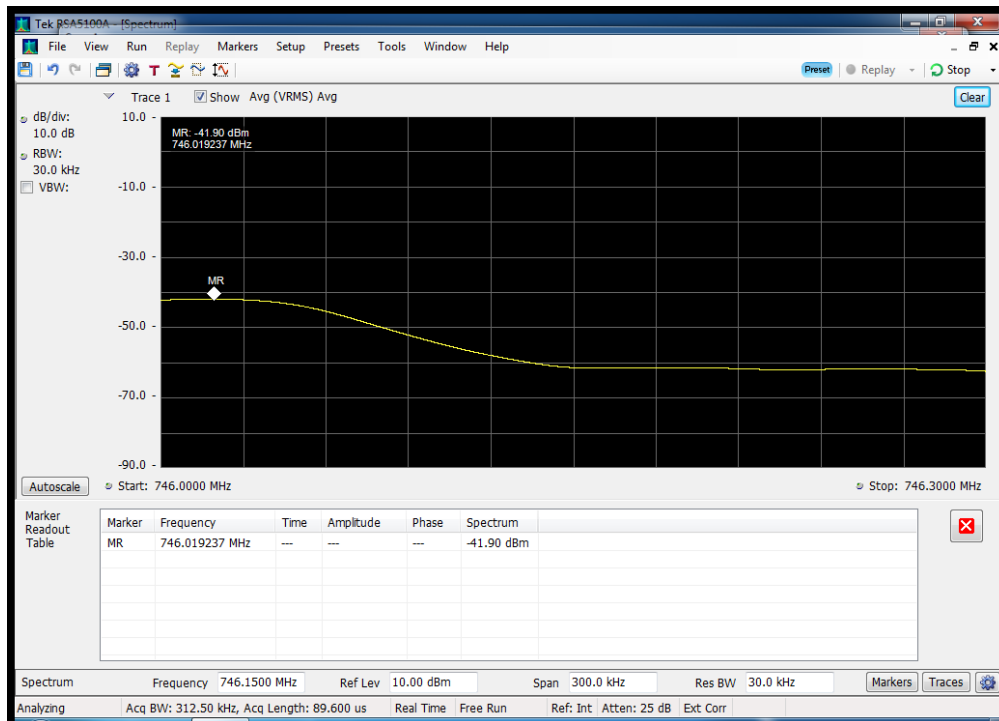 Tek RSA5100A - [Spectrum]
File View Run Replay Markers Setup Presets Tools Window Help
T Preset Replay Stop
Trace 1 Show Avg (VRMS) Avg Clear
dB/div:
10.0 dB
RBW:
30.0 kHz
VBW:
10.0
-10.0
-30.0
-50.0
-70.0
-90.0
MR: -41.90 dBm
746.019237 MHz
MR
Autoscale Start: 746.0000 MHz Stop: 746.3000 MHz
Marker
Readout
Table
Marker Frequency Time Amplitude Phase Spectrum
MR 746.019237 MHz --- --- --- -41.90 dBm
Spectrum Frequency 746.1500 MHz Ref Lev 10.00 dBm Span 300.0 kHz Res BW 30.0 kHz Markers Traces
Analyzing Acq BW: 312.50 kHz, Acq Length: 89.600 us Real Time Free Run Ref: Int Atten: 25 dB Ext Corr